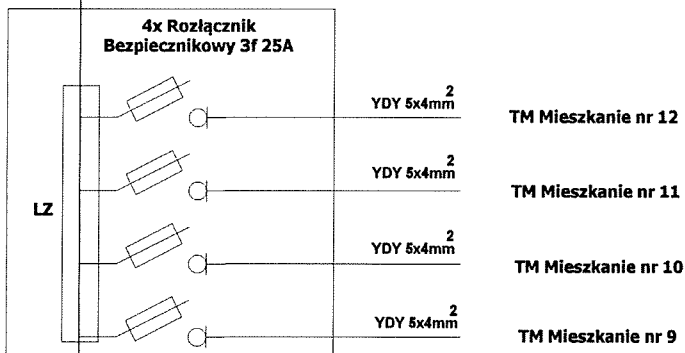 4x Rozłącznik
Bezpiecznikowy 3f 25A
YDY 5x4mm²
TM Mieszkanie nr 12
YDY 5x4mm²
TM Mieszkanie nr 11
LZ
YDY 5x4mm²
TM Mieszkanie nr 10
YDY 5x4mm²
TM Mieszkanie nr 9